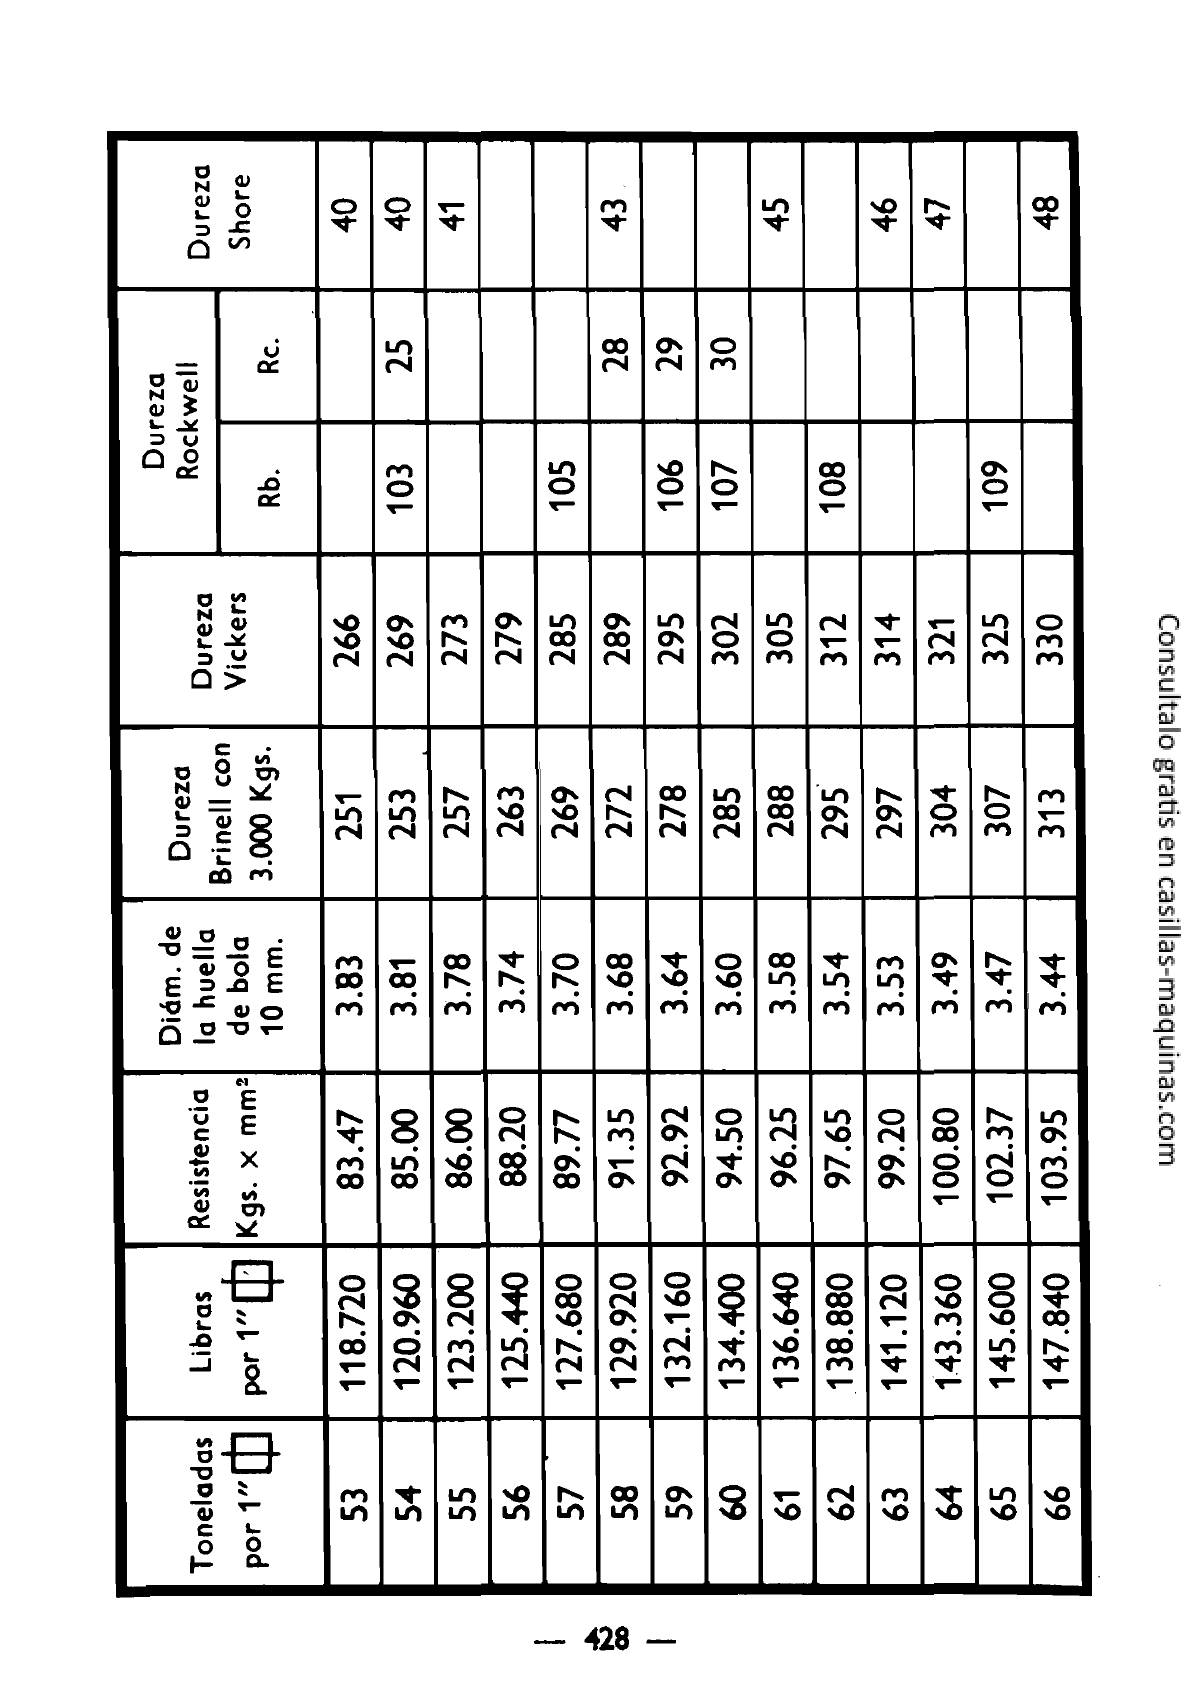 Toneladas por 1″ | Libras por 1″ | Resistencia Kgs. × mm² | Diám. de la huella de bola 10 mm. | Dureza Brinell con 3.000 Kgs. | Dureza Vickers | Dureza Rockwell Rb. | Rc. | Dureza Shore
53 | 118.720 | 83.47 | 3.83 | 251 | 266 | | | 40
54 | 120.960 | 85.00 | 3.81 | 253 | 269 | 103 | 25 | 40
55 | 123.200 | 86.00 | 3.78 | 257 | 273 | | | 41
56 | 125.440 | 88.20 | 3.74 | 263 | 279 | | |
57 | 127.680 | 89.77 | 3.70 | 269 | 285 | 105 | |
58 | 129.920 | 91.35 | 3.68 | 272 | 289 | | 28 | 43
59 | 132.160 | 92.92 | 3.64 | 278 | 295 | 106 | 29 |
60 | 134.400 | 94.50 | 3.60 | 285 | 302 | 107 | 30 |
61 | 136.640 | 96.25 | 3.58 | 288 | 305 | | | 45
62 | 138.880 | 97.65 | 3.54 | 295 | 312 | 108 | |
63 | 141.120 | 99.20 | 3.53 | 297 | 314 | | | 46
64 | 143.360 | 100.80 | 3.49 | 304 | 321 | | | 47
65 | 145.600 | 102.37 | 3.47 | 307 | 325 | 109 | |
66 | 147.840 | 103.95 | 3.44 | 313 | 330 | | | 48
— 428 —
Consultalo gratis en casillas-maquinas.com